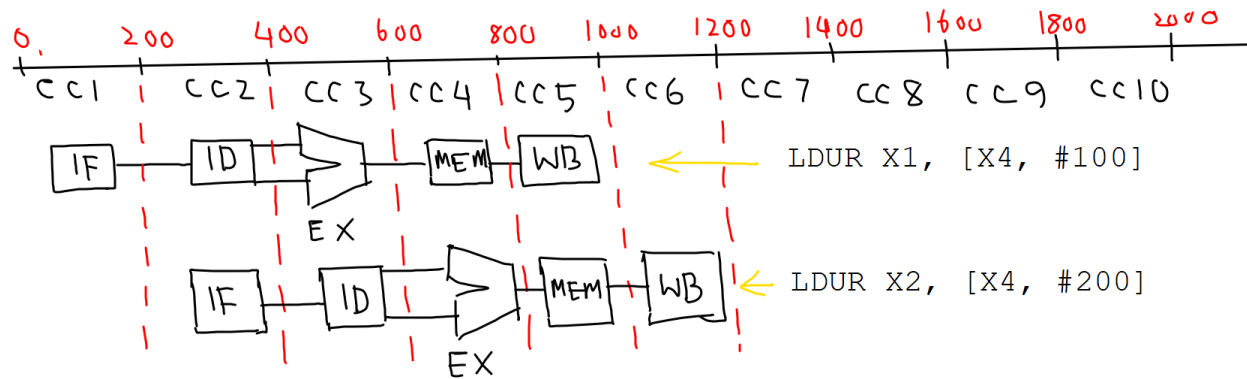 0. 200 400 600 800 1000 1200 1400 1600 1800 2000
CC1 CC2 CC3 CC4 CC5 CC6 CC7 CC8 CC9 CC10
IF ID MEM WB LDUR X1, [X4, #100]
EX
IF ID MEM WB LDUR X2, [X4, #200]
EX